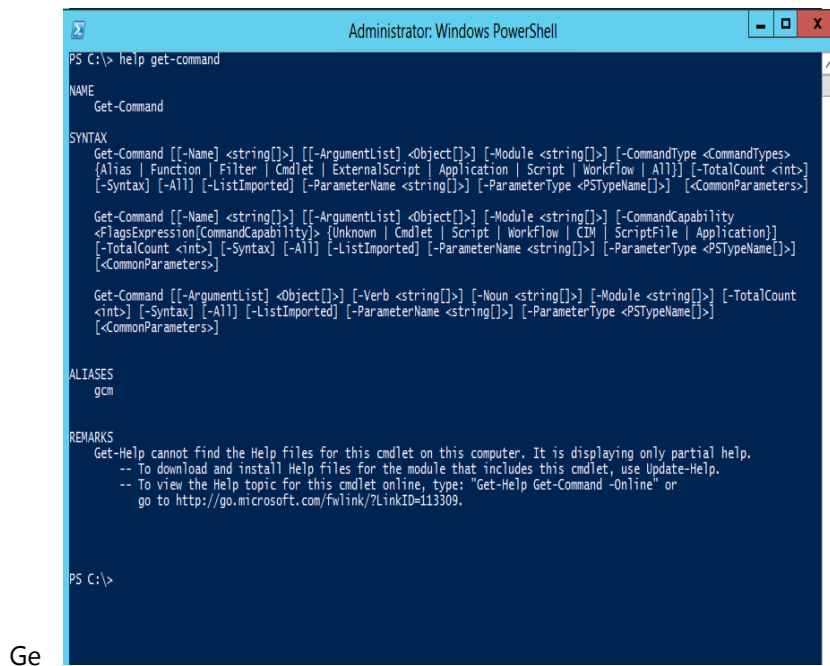 Administrator: Windows PowerShell
PS C:\> help get-command
NAME
Get-Command
SYNTAX
Get-Command [[-Name] <string[]>] [[-ArgumentList] <Object[]>] [-Module <string[]>] [-CommandType <CommandTypes>
{Alias | Function | Filter | Cmdlet | ExternalScript | Application | Script | Workflow | All}] [-TotalCount <int>]
[-Syntax] [-All] [-ListImported] [-ParameterName <string[]>] [-ParameterType <PSTypeName[]>] [<CommonParameters>]
Get-Command [[-Name] <string[]>] [[-ArgumentList] <Object[]>] [-Module <string[]>] [-CommandCapability
<FlagsExpression[CommandCapability]> {Unknown | Cmdlet | Script | Workflow | CIM | ScriptFile | Application}]
[-TotalCount <int>] [-Syntax] [-All] [-ListImported] [-ParameterName <string[]>] [-ParameterType <PSTypeName[]>]
[<CommonParameters>]
Get-Command [[-ArgumentList] <Object[]>] [-Verb <string[]>] [-Noun <string[]>] [-Module <string[]>] [-TotalCount
<int>] [-Syntax] [-All] [-ListImported] [-ParameterName <string[]>] [-ParameterType <PSTypeName[]>]
[<CommonParameters>]
ALIASES
gcm
REMARKS
Get-Help cannot find the Help files for this cmdlet on this computer. It is displaying only partial help.
-- To download and install Help files for the module that includes this cmdlet, use Update-Help.
-- To view the Help topic for this cmdlet online, type: "Get-Help Get-Command -Online" or
go to http://go.microsoft.com/fwlink/?LinkID=113309.
PS C:\>
Ge